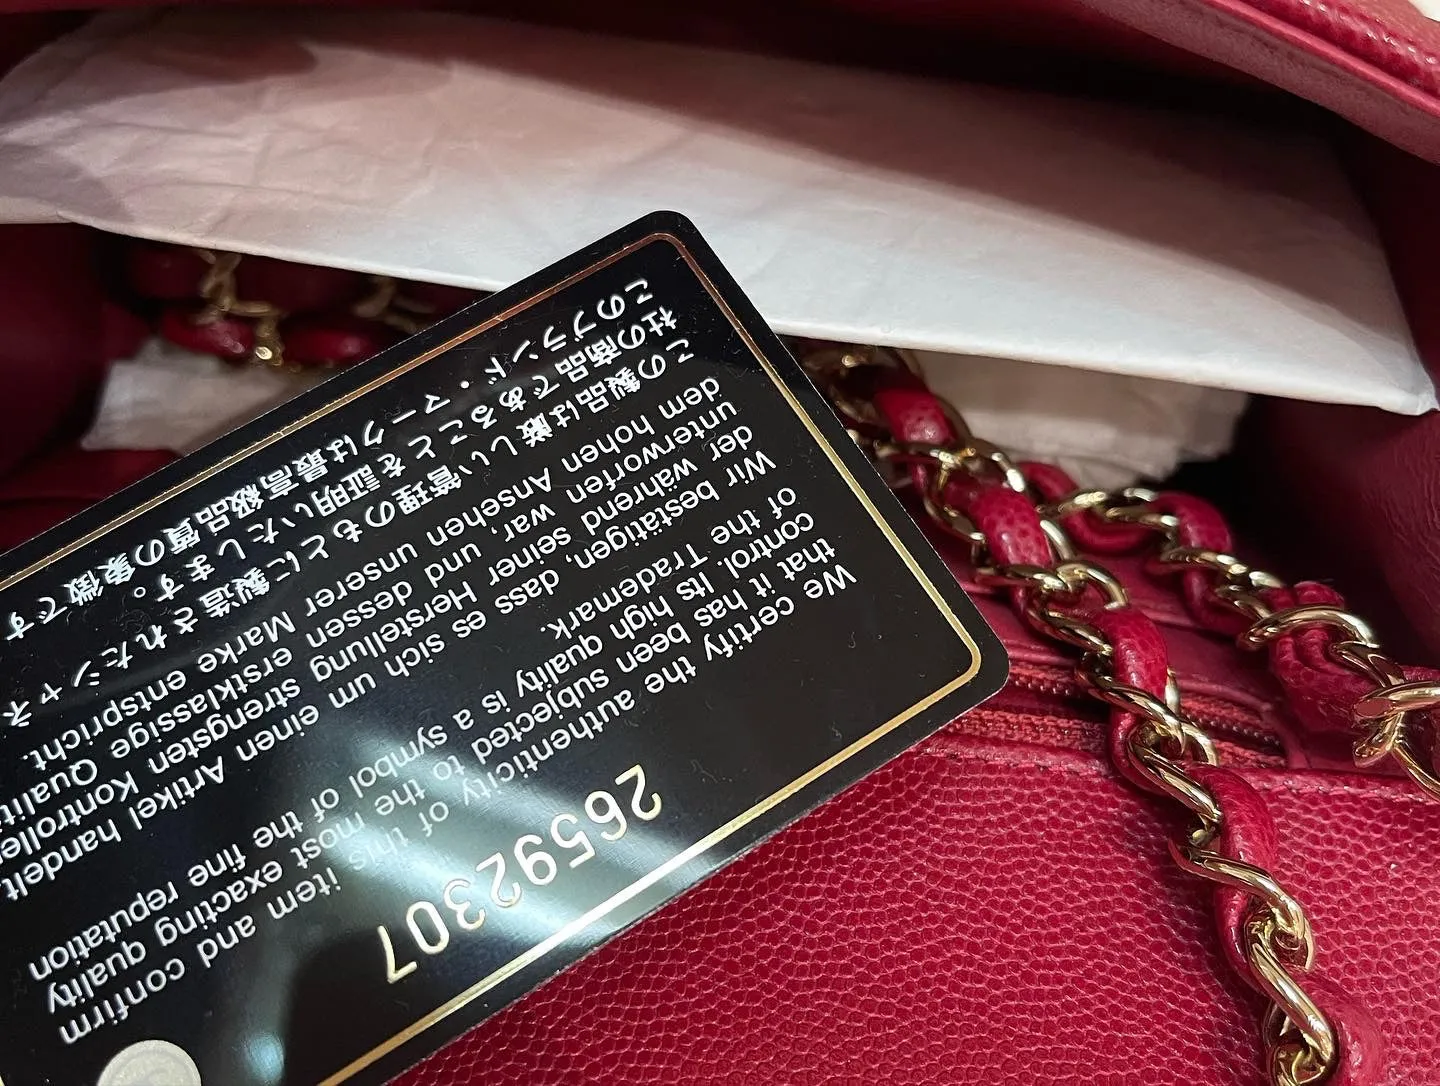 26592307
We certify the authenticity of this item and confirm
that it has been subjected to the most exacting quality
control. Its high quality is a symbol of the fine reputation
of the Trademark.
Wir bestätigen, dass es sich um einen Artikel handelt,
der während seiner Herstellung strengsten Kontrolle
unterworfen war, und dessen erstklassige Qualit
dem hohen Ansehen unserer Marke entspricht.
この製品は厳しい管理のもとに製造されたシャネ
社の商品であることを証明いたします。
このブランド・マークは最高級品質の象徴です